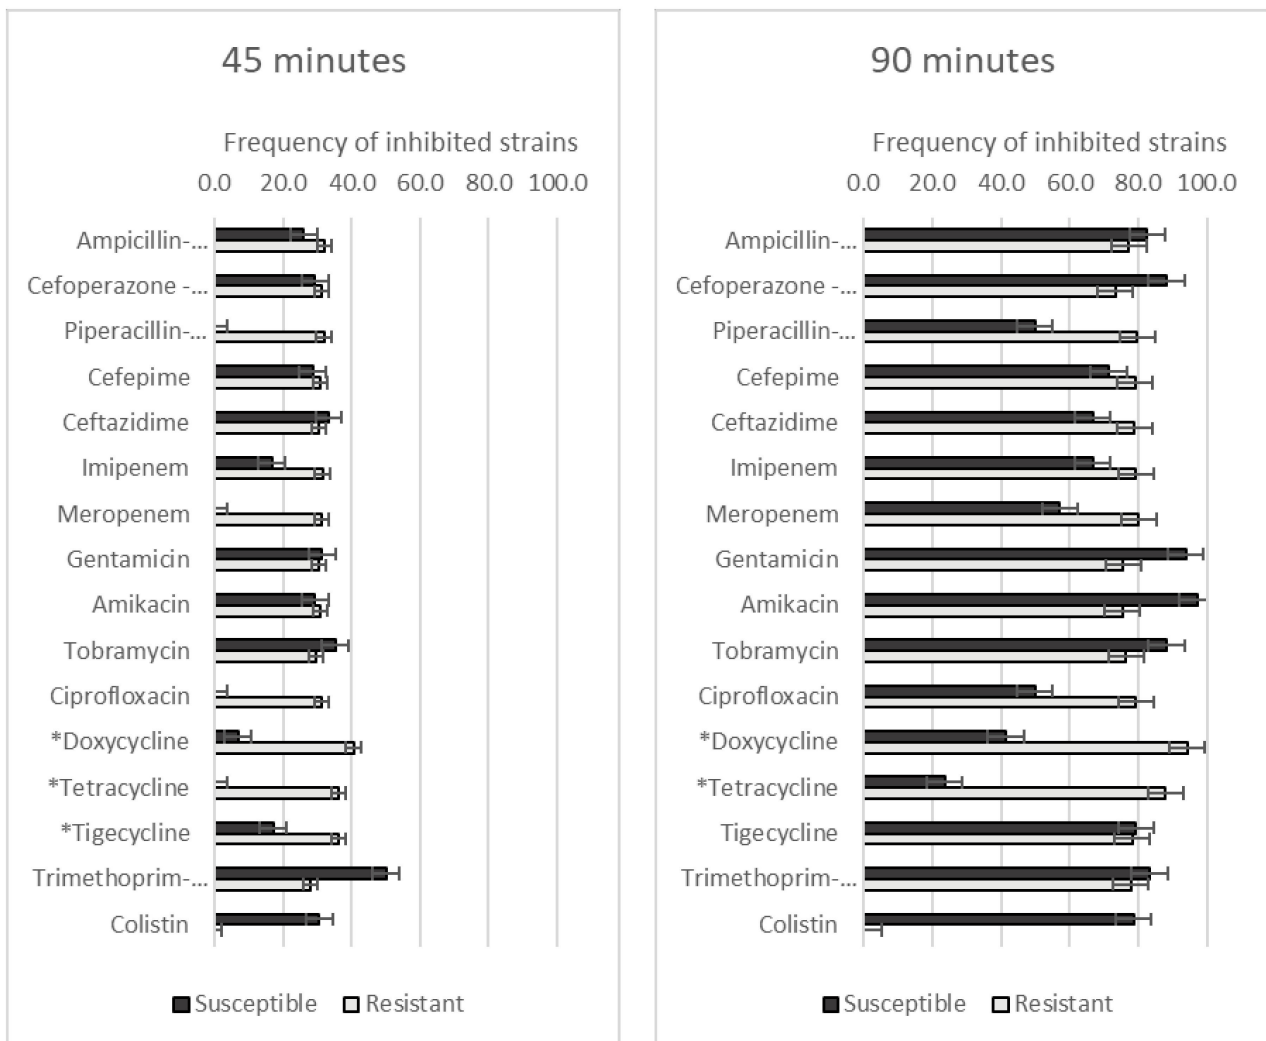 45 minutes
Frequency of inhibited strains
0.0 20.0 40.0 60.0 80.0 100.0
Ampicillin-...
Cefoperazone -...
Piperacillin-...
Cefepime
Ceftazidime
Imipenem
Meropenem
Gentamicin
Amikacin
Tobramycin
Ciprofloxacin
*Doxycycline
*Tetracycline
*Tigecycline
Trimethoprim-...
Colistin
Susceptible Resistant
90 minutes
Frequency of inhibited strains
0.0 20.0 40.0 60.0 80.0 100.0
Ampicillin-...
Cefoperazone -...
Piperacillin-...
Cefepime
Ceftazidime
Imipenem
Meropenem
Gentamicin
Amikacin
Tobramycin
Ciprofloxacin
*Doxycycline
*Tetracycline
Tigecycline
Trimethoprim-...
Colistin
Susceptible Resistant